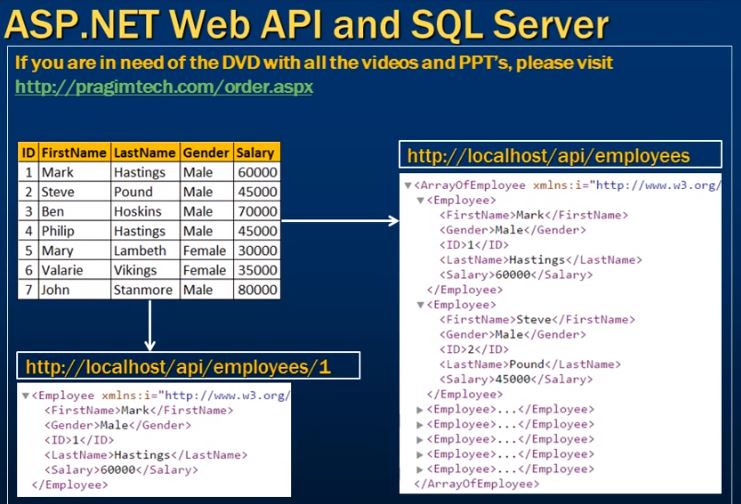 ASP.NET Web API and SQL Server
If you are in need of the DVD with all the videos and PPT's, please visit
http://pragimtech.com/order.aspx
ID FirstName LastName Gender Salary
1 Mark Hastings Male 60000
2 Steve Pound Male 45000
3 Ben Hoskins Male 70000
4 Philip Hastings Male 45000
5 Mary Lambeth Female 30000
6 Valarie Vikings Female 35000
7 John Stanmore Male 80000
http://localhost/api/employees/1
▼<Employee xmlns:i="http://www.w3.org/
<FirstName>Mark</FirstName>
<Gender>Male</Gender>
<ID>1</ID>
<LastName>Hastings</LastName>
<Salary>60000</Salary>
</Employee>
http://localhost/api/employees
▼<ArrayOfEmployee xmlns:i="http://www.w3.org/
▼<Employee>
<FirstName>Mark</FirstName>
<Gender>Male</Gender>
<ID>1</ID>
<LastName>Hastings</LastName>
<Salary>60000</Salary>
</Employee>
▼<Employee>
<FirstName>Steve</FirstName>
<Gender>Male</Gender>
<ID>2</ID>
<LastName>Pound</LastName>
<Salary>45000</Salary>
</Employee>
▶<Employee>...</Employee>
▶<Employee>...</Employee>
▶<Employee>...</Employee>
▶<Employee>...</Employee>
▶<Employee>...</Employee>
</ArrayOfEmployee>